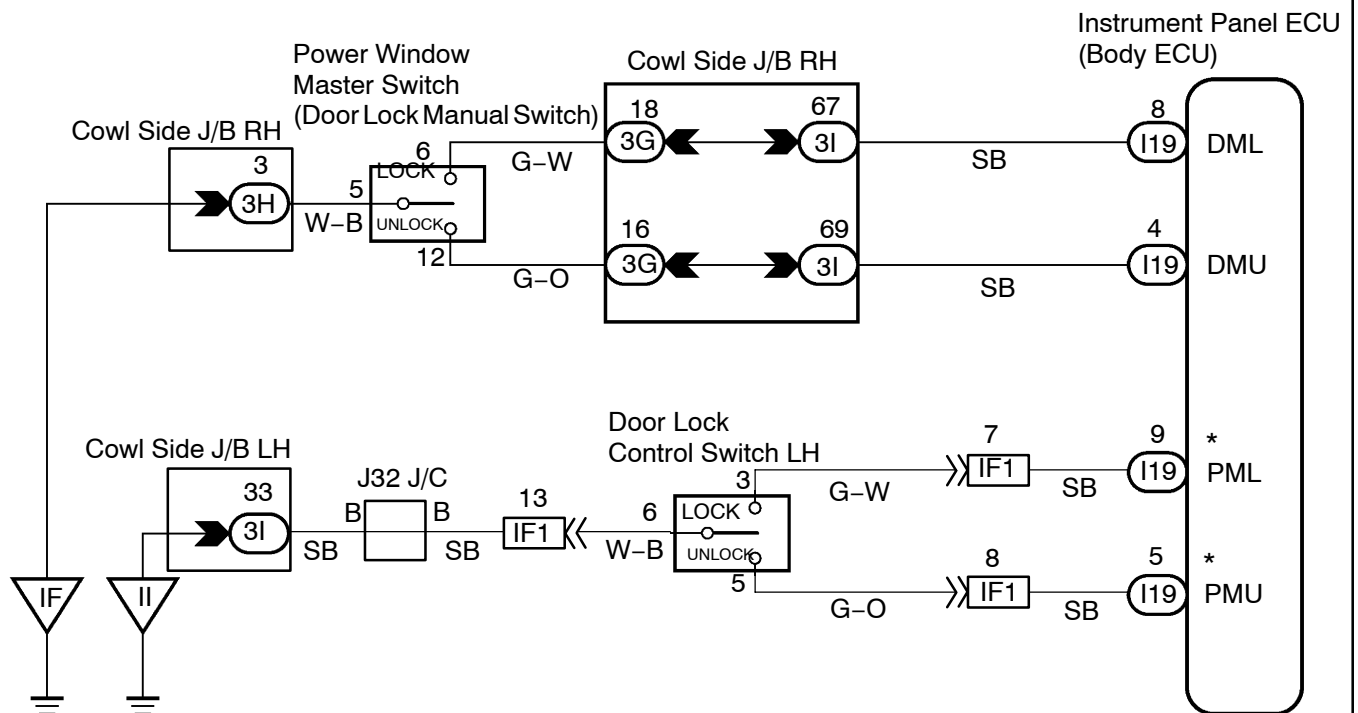 Instrument Panel ECU
(Body ECU)
Power Window
Master Switch
(Door Lock Manual Switch)
Cowl Side J/B RH
Cowl Side J/B RH
3
3H
W–B
5
6
LOCK
UNLOCK
12
G–W
G–O
18
3G
67
3I
16
3G
69
3I
SB
SB
8
I19
DML
4
I19
DMU
Cowl Side J/B LH
33
3I
SB
J32 J/C
B
B
SB
13
IF1
6
W–B
Door Lock
Control Switch LH
3
LOCK
UNLOCK
5
G–W
G–O
7
IF1
SB
8
IF1
SB
9
I19
*
PML
5
I19
*
PMU
IF
II